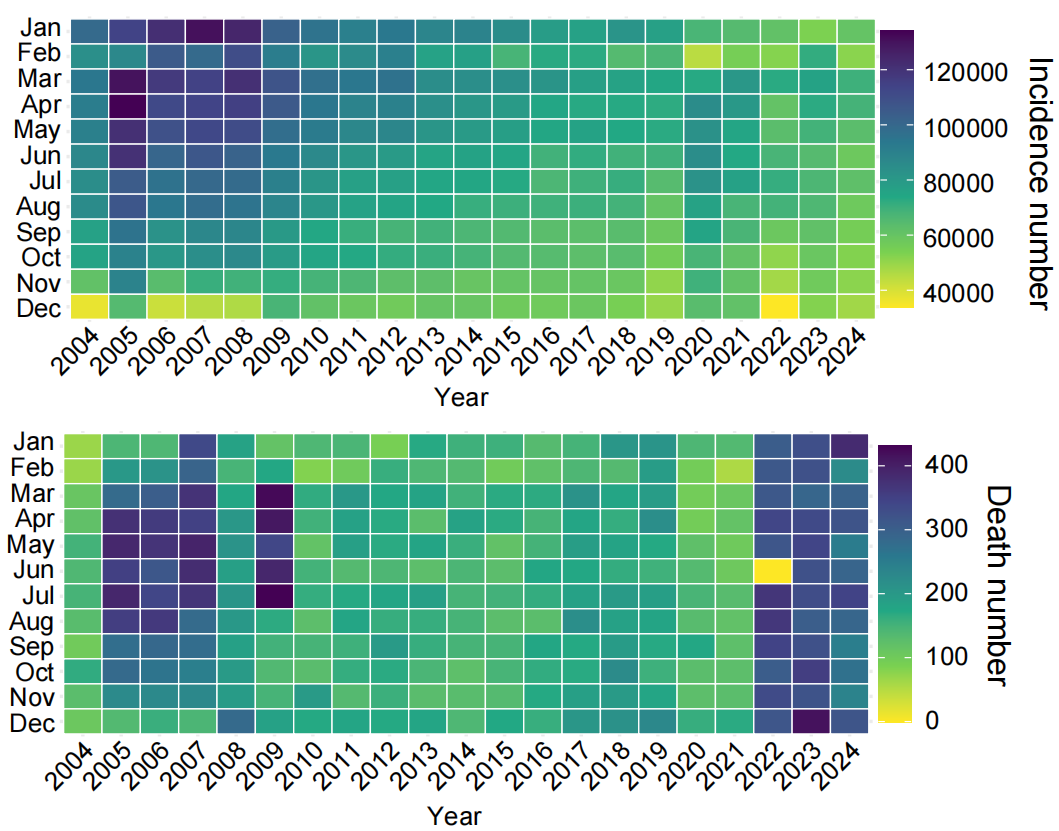 Jan
Feb
Mar
Apr
May
Jun
Jul
Aug
Sep
Oct
Nov
Dec
2004 2005 2006 2007 2008 2009 2010 2011 2012 2013 2014 2015 2016 2017 2018 2019 2020 2021 2022 2023 2024
Year
120000
100000
80000
60000
40000
Incidence number
Jan
Feb
Mar
Apr
May
Jun
Jul
Aug
Sep
Oct
Nov
Dec
2004 2005 2006 2007 2008 2009 2010 2011 2012 2013 2014 2015 2016 2017 2018 2019 2020 2021 2022 2023 2024
Year
400
300
200
100
0
Death number